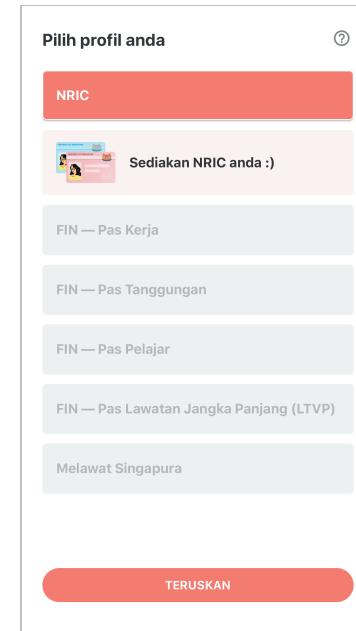 Pilih profil anda
NRIC
Sediakan NRIC anda :)
FIN — Pas Kerja
FIN — Pas Tanggungan
FIN — Pas Pelajar
FIN — Pas Lawatan Jangka Panjang (LTVP)
Melawat Singapura
TERUSKAN